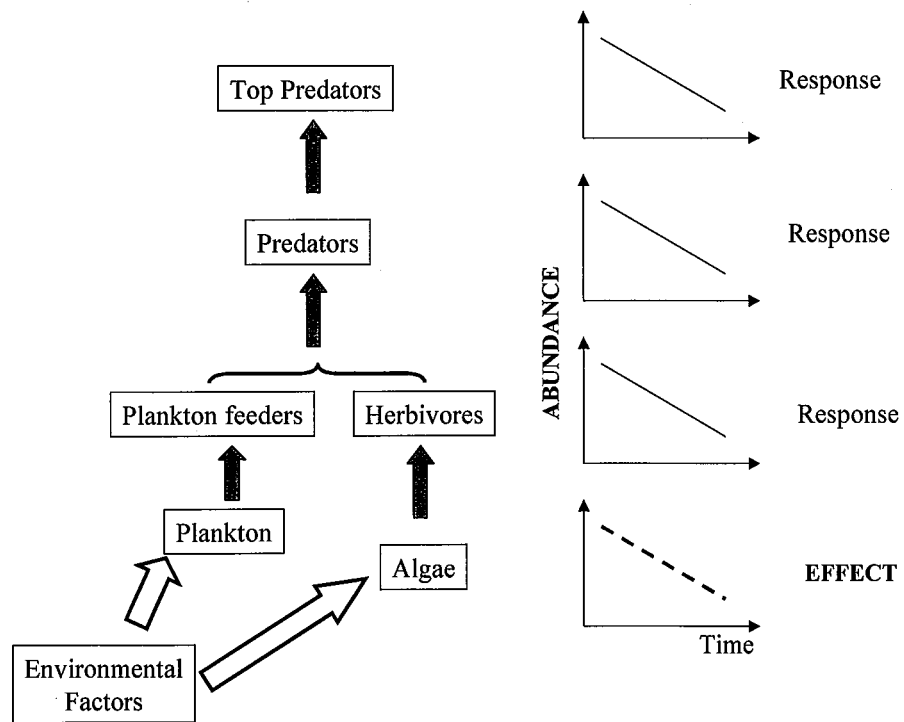 Top Predators
Predators
Plankton feeders
Herbivores
Plankton
Algae
Environmental
Factors
Response
Response
ABUNDANCE
Response
EFFECT
Time